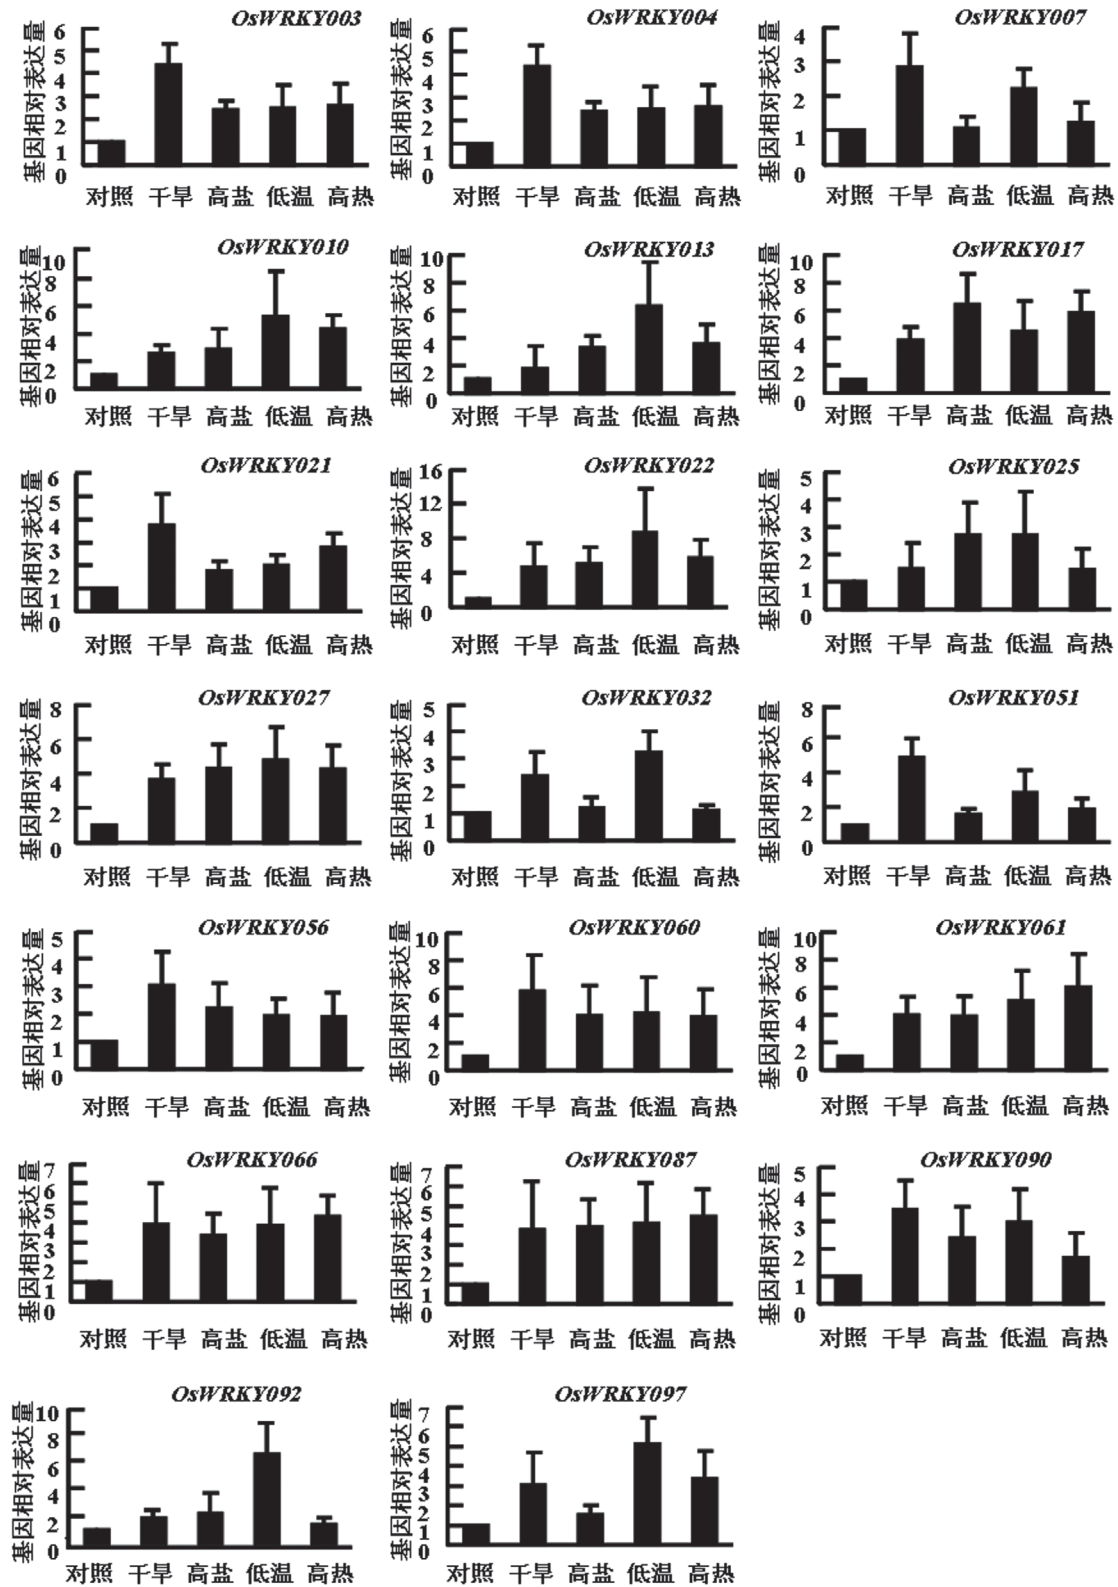 OsWRKY003
基因相对表达量
6
5
4
3
2
1
0
对照 干旱 高盐 低温 高热
OsWRKY004
基因相对表达量
6
5
4
3
2
1
0
对照 干旱 高盐 低温 高热
OsWRKY007
基因相对表达量
4
3
2
1
0
对照 干旱 高盐 低温 高热
OsWRKY010
基因相对表达量
10
8
6
4
2
0
对照 干旱 高盐 低温 高热
OsWRKY013
基因相对表达量
10
8
6
4
2
0
对照 干旱 高盐 低温 高热
OsWRKY017
基因相对表达量
10
8
6
4
2
0
对照 干旱 高盐 低温 高热
OsWRKY021
基因相对表达量
6
5
4
3
2
1
0
对照 干旱 高盐 低温 高热
OsWRKY022
基因相对表达量
16
12
8
4
0
对照 干旱 高盐 低温 高热
OsWRKY025
基因相对表达量
5
4
3
2
1
0
对照 干旱 高盐 低温 高热
OsWRKY027
基因相对表达量
8
6
4
2
0
对照 干旱 高盐 低温 高热
OsWRKY032
基因相对表达量
5
4
3
2
1
0
对照 干旱 高盐 低温 高热
OsWRKY051
基因相对表达量
8
6
4
2
0
对照 干旱 高盐 低温 高热
OsWRKY056
基因相对表达量
5
4
3
2
1
0
对照 干旱 高盐 低温 高热
OsWRKY060
基因相对表达量
10
8
6
4
2
0
对照 干旱 高盐 低温 高热
OsWRKY061
基因相对表达量
10
8
6
4
2
0
对照 干旱 高盐 低温 高热
OsWRKY066
基因相对表达量
7
6
5
4
3
2
1
0
对照 干旱 高盐 低温 高热
OsWRKY087
基因相对表达量
7
6
5
4
3
2
1
0
对照 干旱 高盐 低温 高热
OsWRKY090
基因相对表达量
5
4
3
2
1
0
对照 干旱 高盐 低温 高热
OsWRKY092
基因相对表达量
10
8
6
4
2
0
对照 干旱 高盐 低温 高热
OsWRKY097
基因相对表达量
7
6
5
4
3
2
1
0
对照 干旱 高盐 低温 高热